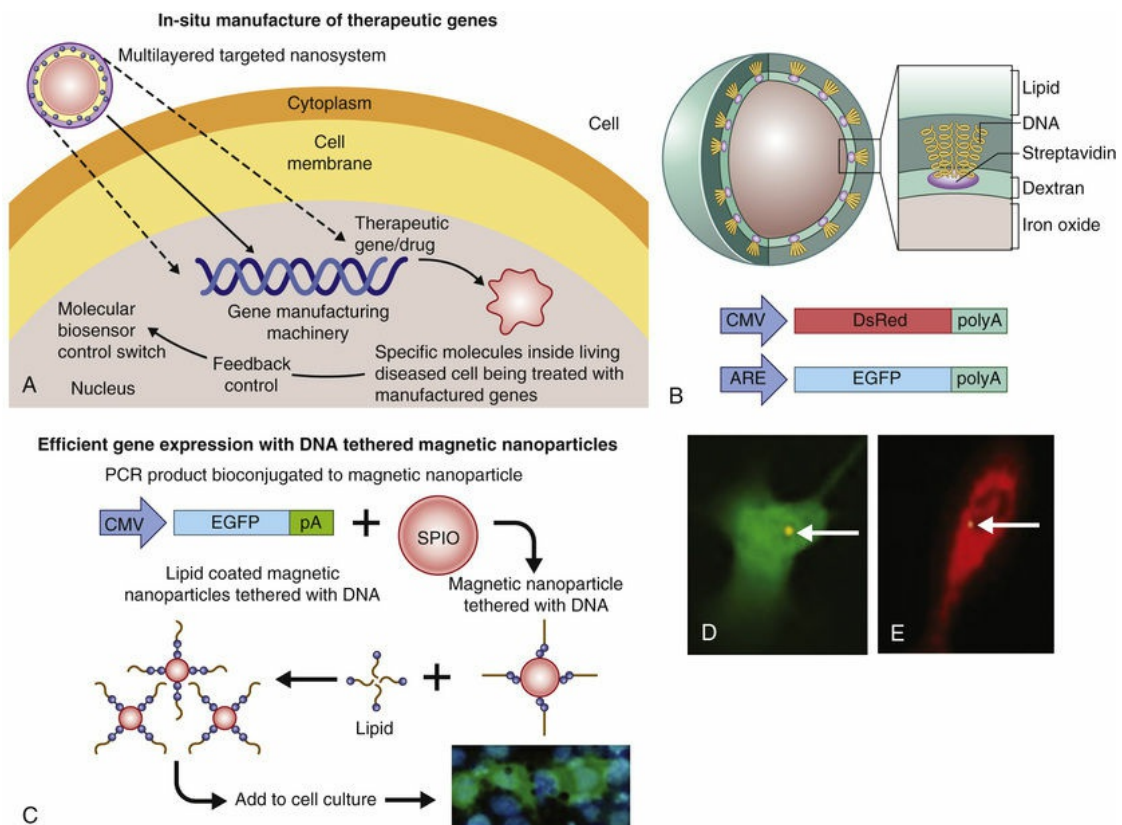 In-situ manufacture of therapeutic genes
Multilayered targeted nanosystem
Cytoplasm
Cell
membrane
Cell
Therapeutic
gene/drug
Gene manufacturing
machinery
Molecular
biosensor
control switch
Feedback
control
Specific molecules inside living
diseased cell being treated with
manufactured genes
Nucleus
A
Lipid
DNA
Streptavidin
Dextran
Iron oxide
CMV
DsRed
polyA
ARE
EGFP
polyA
B
Efficient gene expression with DNA tethered magnetic nanoparticles
PCR product bioconjugated to magnetic nanoparticle
CMV
EGFP
pA
+
SPIO
Lipid coated magnetic
nanoparticles tethered with DNA
Magnetic nanoparticle
tethered with DNA
+
Lipid
Add to cell culture
C
D
E